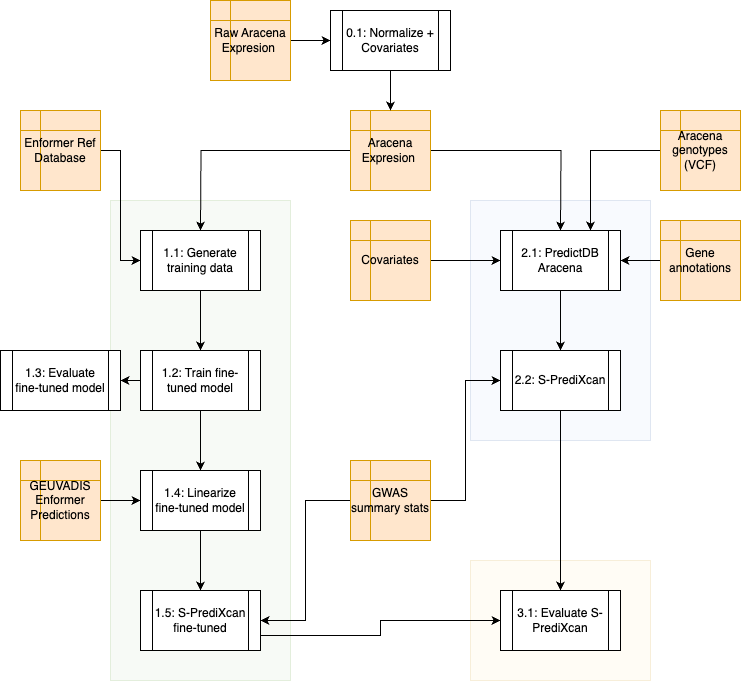 Raw Aracena
Expresion
0.1: Normalize +
Covariates
Enformer Ref
Database
Aracena
Expresion
Aracena
genotypes
(VCF)
1.1: Generate
training data
Covariates
2.1: PredictDB
Aracena
Gene
annotations
1.3: Evaluate
fine-tuned model
1.2: Train fine-
tuned model
2.2: S-PrediXcan
GEUVADIS
Enformer
Predictions
1.4: Linearize
fine-tuned model
GWAS
summary stats
1.5: S-PrediXcan
fine-tuned
3.1: Evaluate S-
PrediXcan